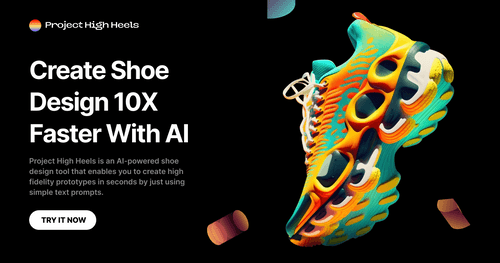 Project High Heels
Create Shoe
Design 10X
Faster With AI
Project High Heels is an AI-powered shoe
design tool that enables you to create high
fidelity prototypes in seconds by just using
simple text prompts.
TRY IT NOW